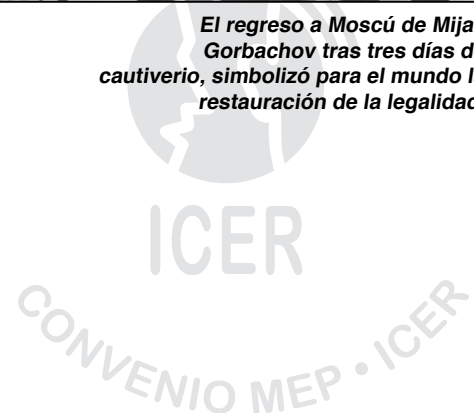 El regreso a Moscú de Mija
Gorbachov tras tres días d
cautiverio, simbolizó para el mundo l
restauración de la legalidad
ICER
CONVENIO MEP • ICER